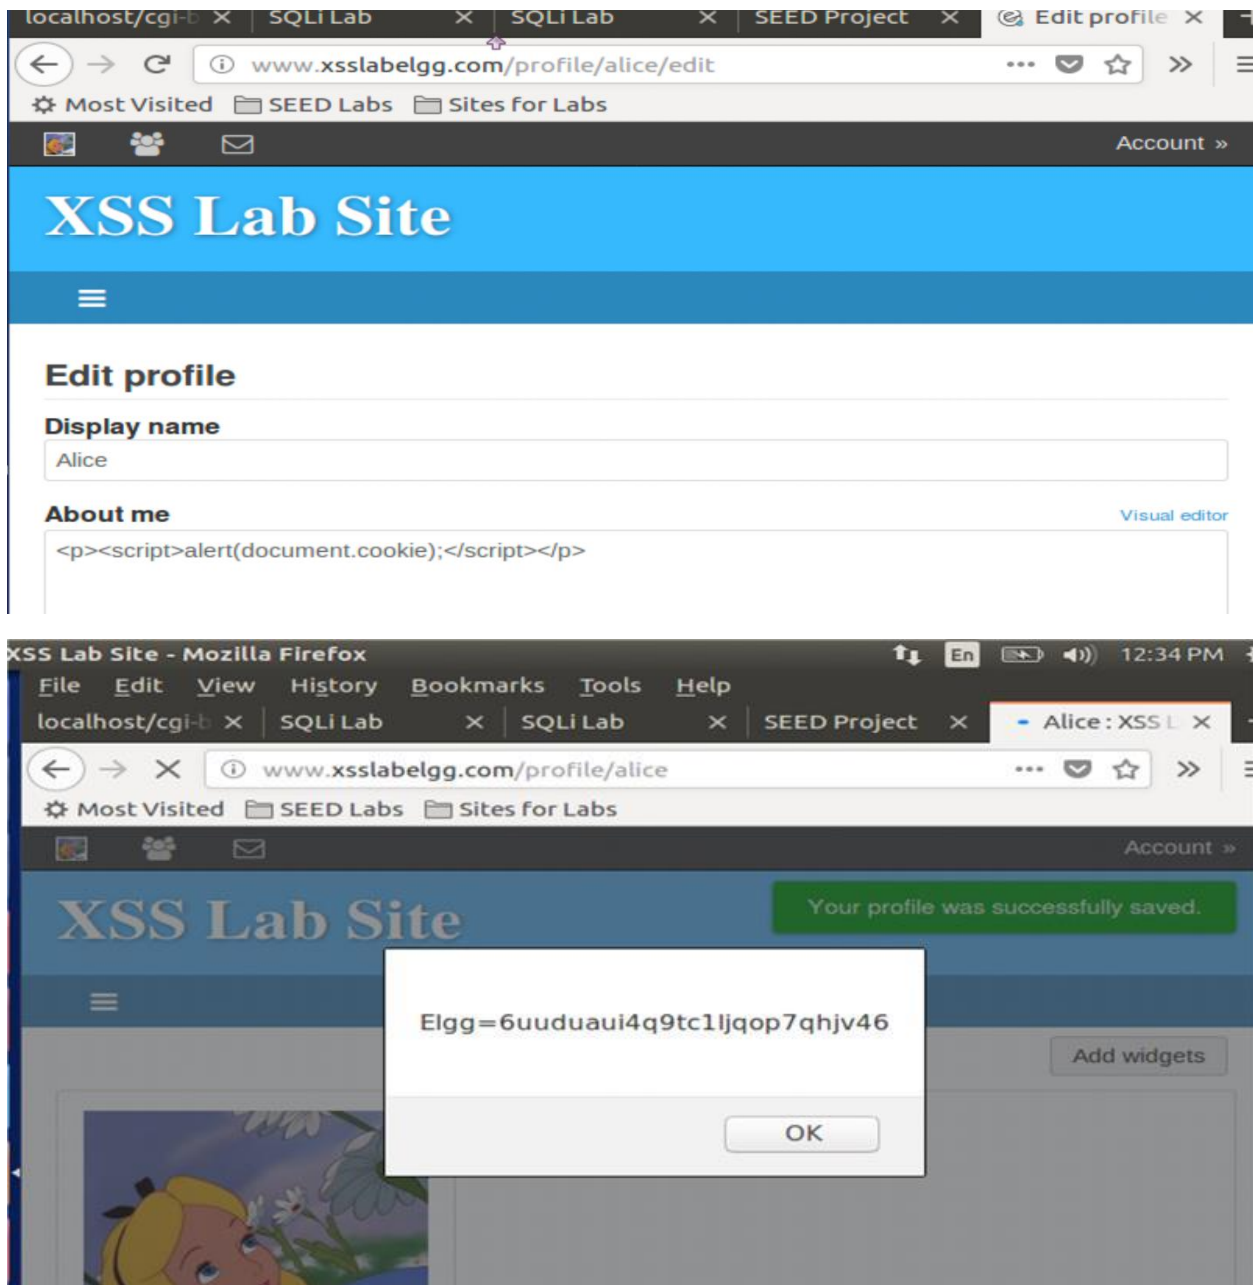 localhost/cgi-b SQLi Lab SQLi Lab SEED Project Edit profile
www.xsslabelgg.com/profile/alice/edit
Most Visited SEED Labs Sites for Labs
Account »
XSS Lab Site
Edit profile
Display name
Alice
About me Visual editor
<p><script>alert(document.cookie);</script></p>
XSS Lab Site - Mozilla Firefox En 12:34 PM
File Edit View History Bookmarks Tools Help
localhost/cgi-b SQLi Lab SQLi Lab SEED Project Alice : XSS L
www.xsslabelgg.com/profile/alice
Most Visited SEED Labs Sites for Labs
Account »
XSS Lab Site Your profile was successfully saved.
Elgg=6uuduaui4q9tc1ljqop7qhjv46
Add widgets
OK